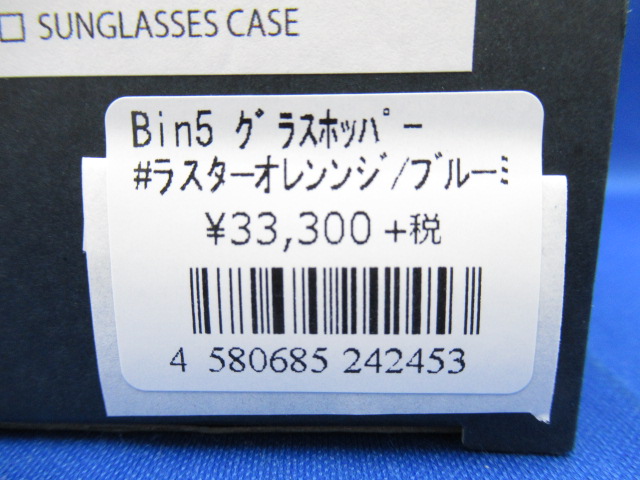 □ SUNGLASSES CASE
Bin5 ｸﾞﾗｽﾎｯﾊﾟｰ
#ラスターオレンンジ/ブルーミ
¥33,300 +税
4 580685 242453